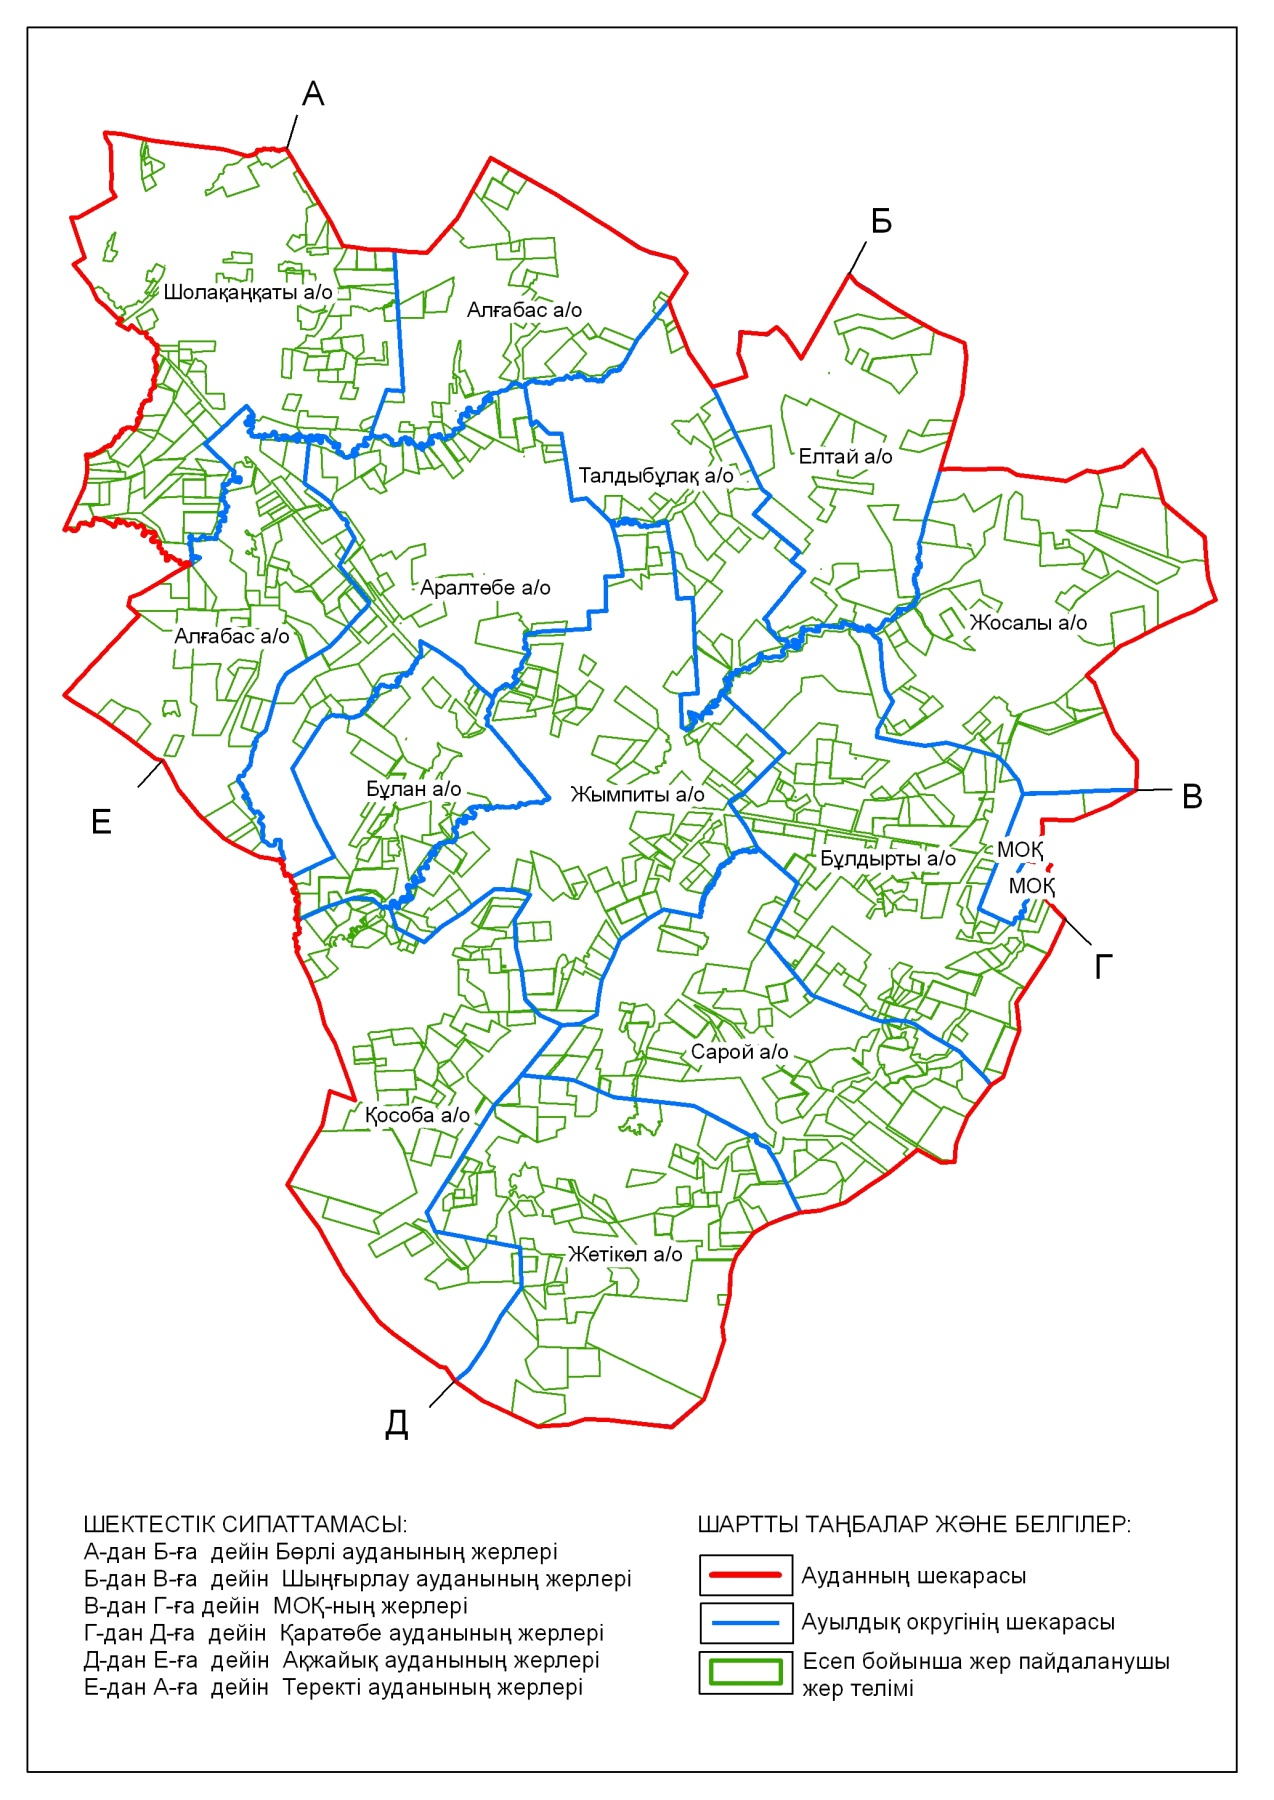 А
Б
Шолақаңқаты а/о
Алғабас а/о
Елтай а/о
Талдыбұлақ а/о
Аралтөбе а/о
Жосалы а/о
Алғабас а/о
Бұлан а/о
Жымпиты а/о
В
Е
МОҚ
Бұлдырты а/о
МОҚ
Г
Сарой а/о
Қособа а/о
Жетікөл а/о
Д
ШЕКТЕСТІК СИПАТТАМАСЫ:
А-дан Б-ға дейін Бөрлі ауданының жерлері
Б-дан В-ға дейін Шыңғырлау ауданының жерлері
В-дан Г-ға дейін МОҚ-ның жерлері
Г-дан Д-ға дейін Қаратөбе ауданының жерлері
Д-дан Е-ға дейін Ақжайық ауданының жерлері
Е-дан А-ға дейін Теректі ауданының жерлері
ШАРТТЫ ТАҢБАЛАР ЖӘНЕ БЕЛГІЛЕР:
Ауданның шекарасы
Ауылдық округінің шекарасы
Есеп бойынша жер пайдаланушы
жер телімі